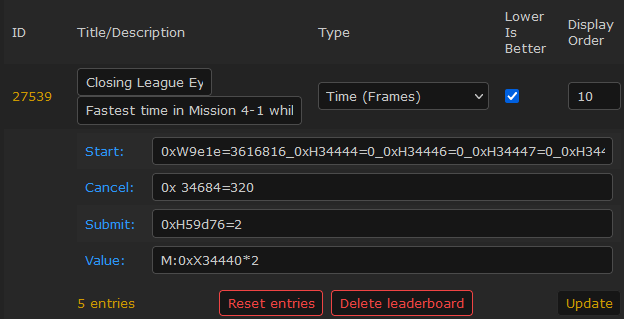 ID Title/Description Type Lower Is Better Display Order
27539 Closing League Ey Time (Frames) 10
Fastest time in Mission 4-1 whil
Start: 0xW9e1e=3616816_0xH34444=0_0xH34446=0_0xH34447=0_0xH344
Cancel: 0x 34684=320
Submit: 0xH59d76=2
Value: M:0xX34440*2
5 entries Reset entries Delete leaderboard Update